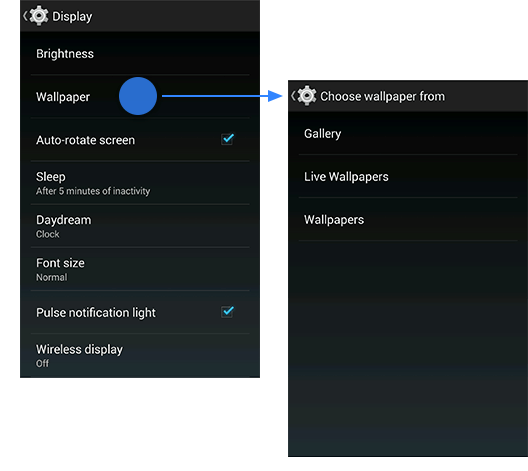 Display
Brightness
Wallpaper
Auto-rotate screen
Sleep
After 5 minutes of inactivity
Daydream
Clock
Font size
Normal
Pulse notification light
Wireless display
Off
Choose wallpaper from
Gallery
Live Wallpapers
Wallpapers